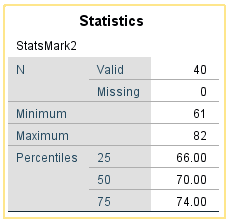 Statistics
StatsMark2
N Valid 40
Missing 0
Minimum 61
Maximum 82
Percentiles 25 66.00
50 70.00
75 74.00